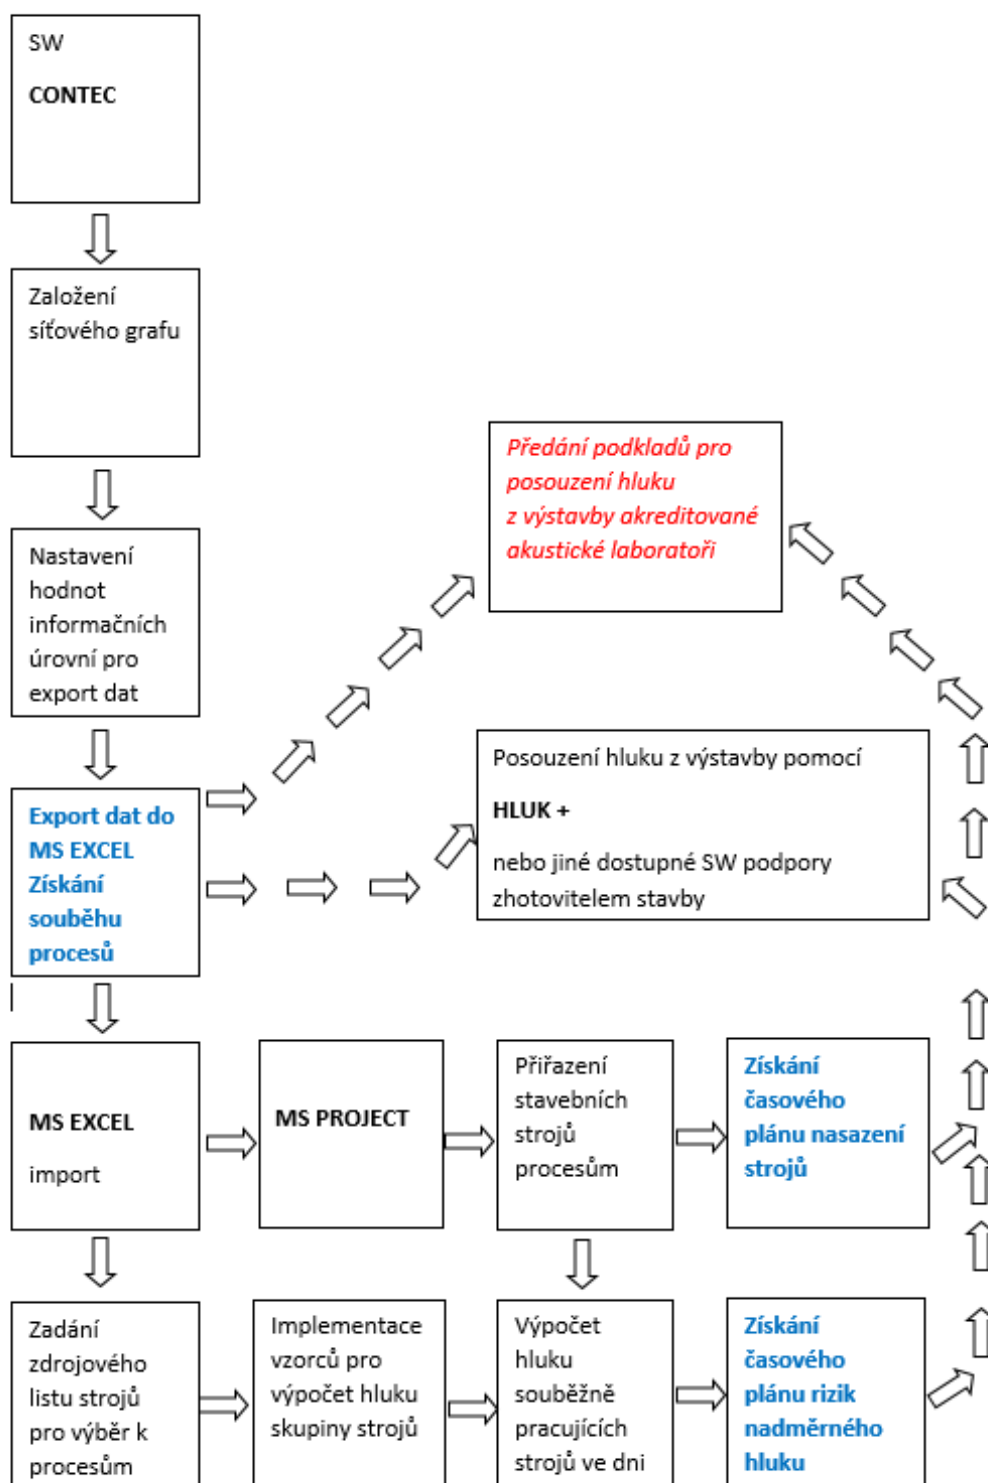 SW
CONTEC
Založení
síťového grafu
Předání podkladů pro
posouzení hluku
z výstavby akreditované
akustické laboratoři
Nastavení
hodnot
informačních
úrovní pro
export dat
Posouzení hluku z výstavby pomocí
HLUK +
nebo jiné dostupné SW podpory
zhotovitelem stavby
Export dat do
MS EXCEL
Získání
souběhu
procesů
MS EXCEL
import
MS PROJECT
Přiřazení
stavebních
strojů
procesům
Získání
časového
plánu nasazení
strojů
Zadání
zdrojového
listu strojů
pro výběr k
procesům
Implementace
vzorců pro
výpočet hluku
skupiny strojů
Výpočet
hluku
souběžně
pracujících
strojů ve dni
Získání
časového
plánu rizik
nadměrného
hluku